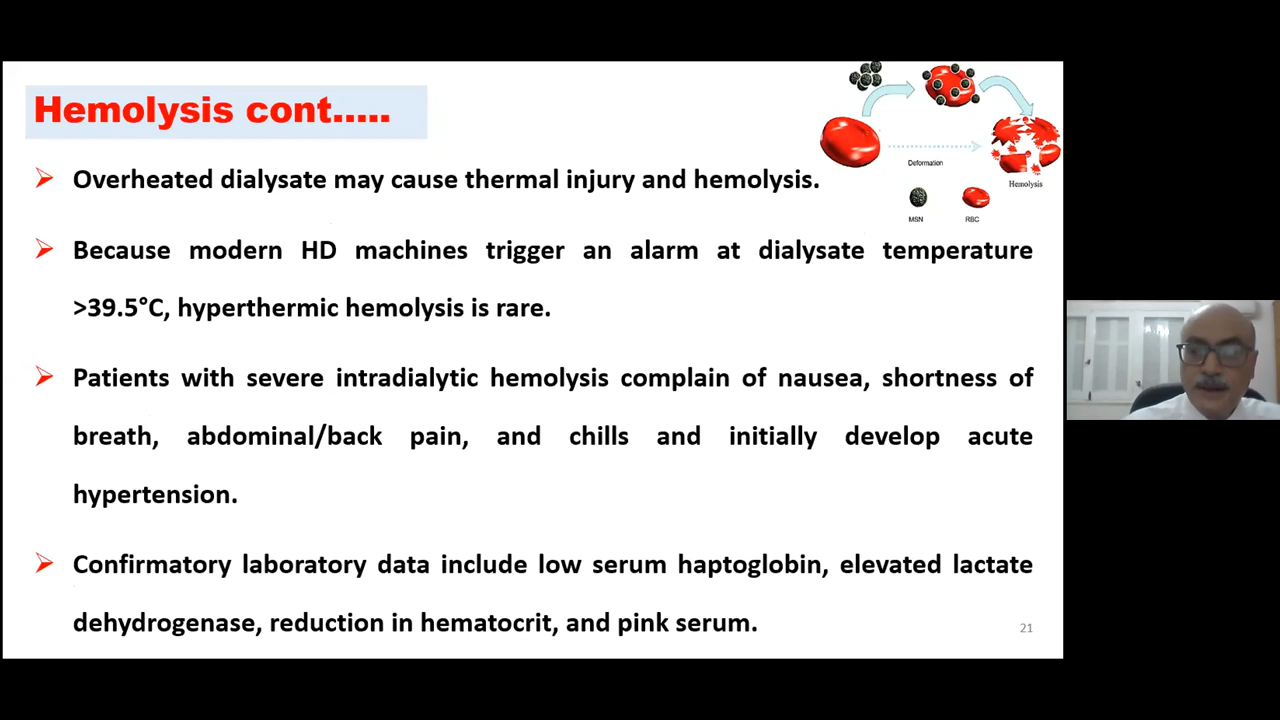 Hemolysis cont.....
Deformation
Hemolysis
MSN
RBC
Overheated dialysate may cause thermal injury and hemolysis.
Because modern HD machines trigger an alarm at dialysate temperature
>39.5°C, hyperthermic hemolysis is rare.
Patients with severe intradialytic hemolysis complain of nausea, shortness of
breath, abdominal/back pain, and chills and initially develop acute
hypertension.
Confirmatory laboratory data include low serum haptoglobin, elevated lactate
dehydrogenase, reduction in hematocrit, and pink serum.
21